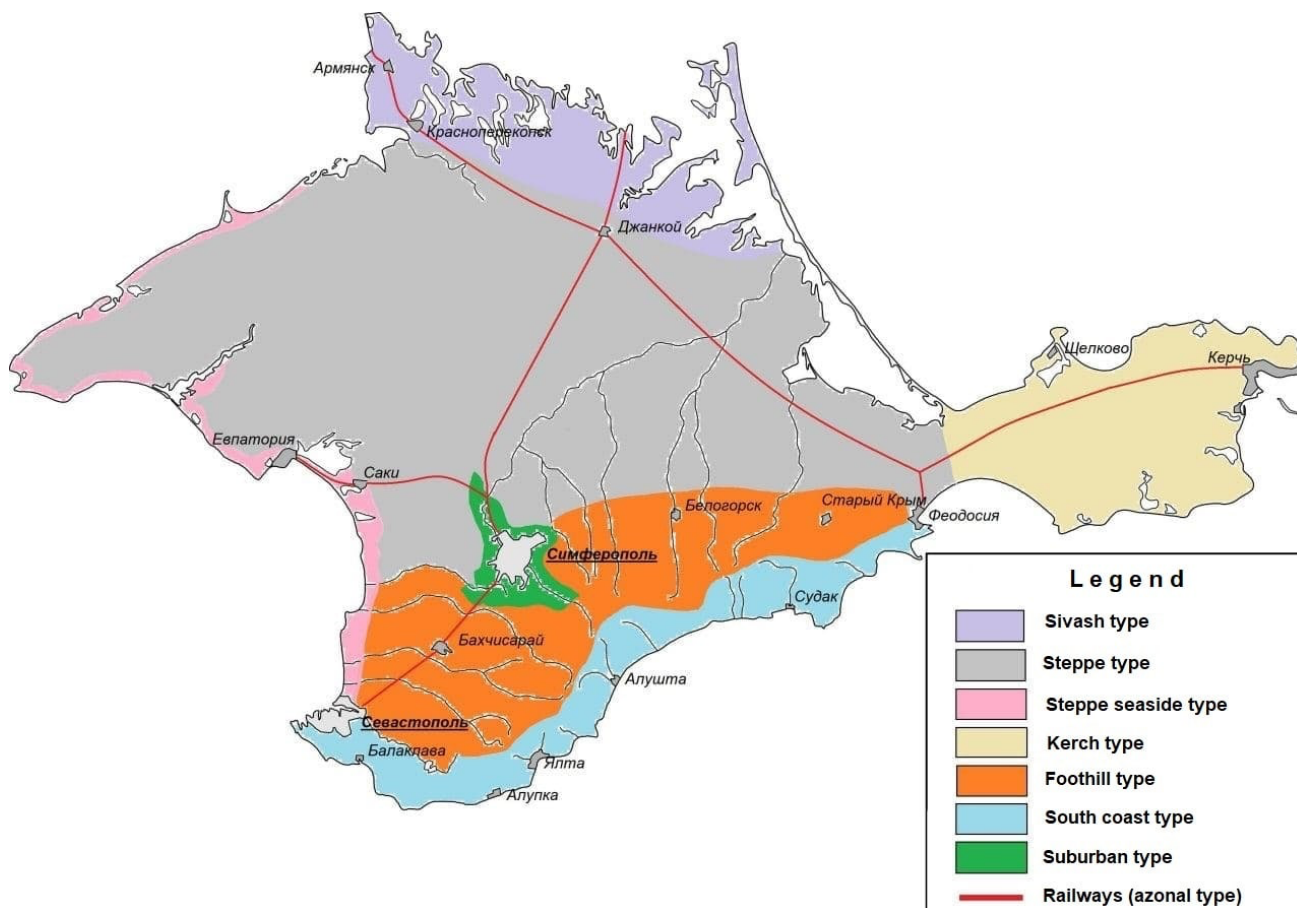 Армянск
Красноперекопск
Джанкой
Щелково
Керчь
Евпатория
Саки
Белогорск
Старый Крым
Феодосия
Симферополь
Судак
Бахчисарай
Алушта
Севастополь
Балаклава
Ялта
Алупка
Legend
Sivash type
Steppe type
Steppe seaside type
Kerch type
Foothill type
South coast type
Suburban type
Railways (azonal type)